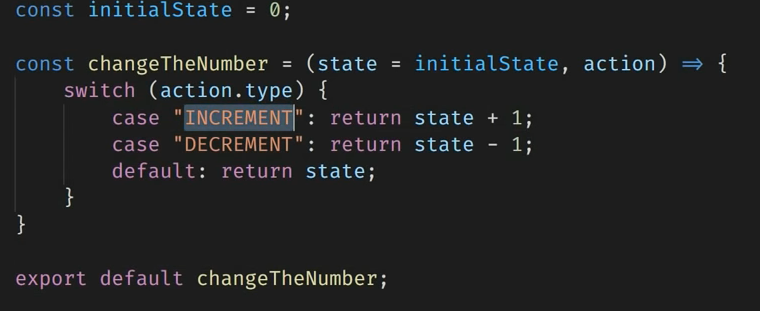 const initialState = 0;
const changeTheNumber = (state = initialState, action) => {
switch (action.type) {
case "INCREMENT": return state + 1;
case "DECREMENT": return state - 1;
default: return state;
}
}
export default changeTheNumber;